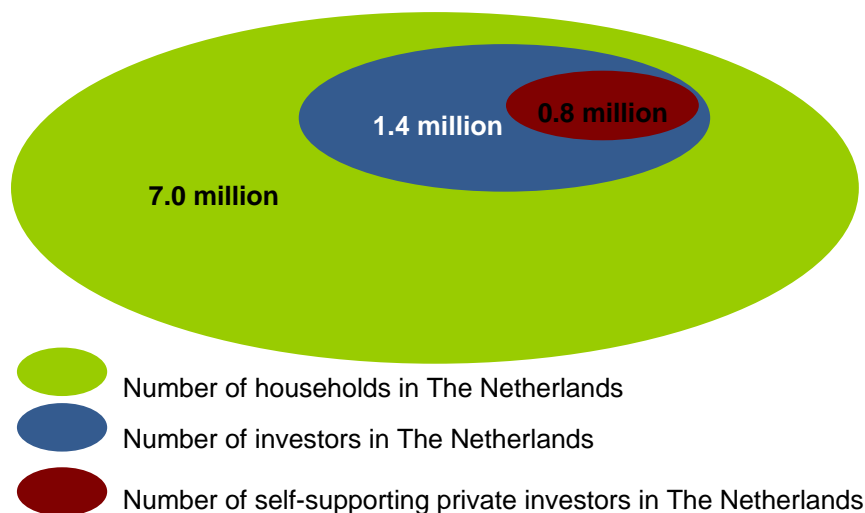 0.8 million
1.4 million
7.0 million
Number of households in The Netherlands
Number of investors in The Netherlands
Number of self-supporting private investors in The Netherlands